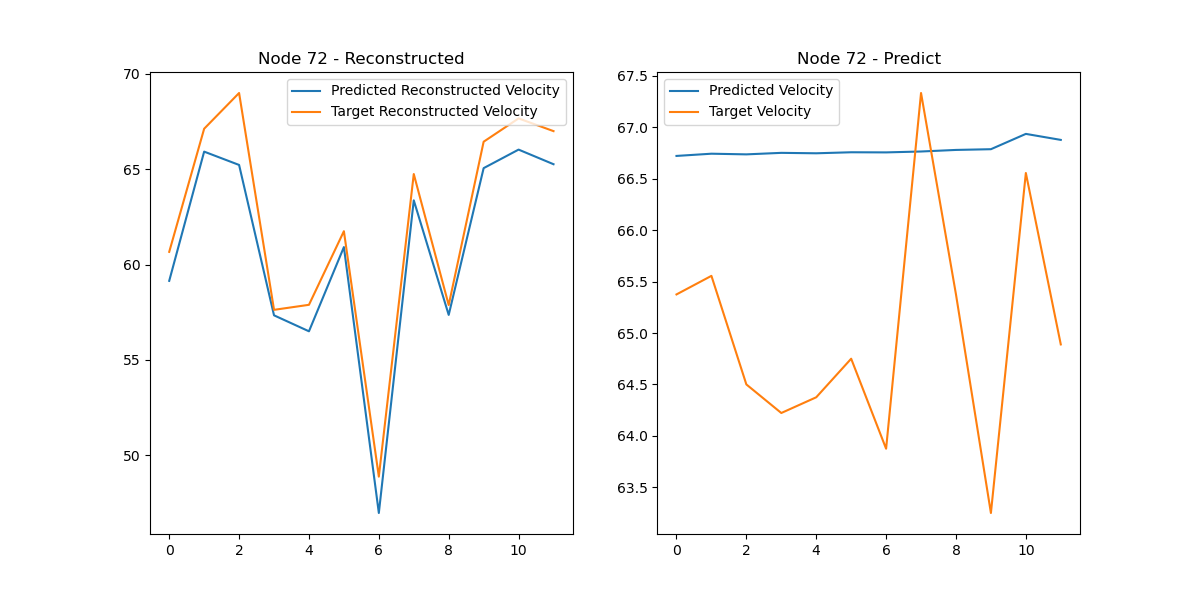 Node 72 - Reconstructed
Predicted Reconstructed Velocity
Target Reconstructed Velocity
70
65
60
55
50
0 2 4 6 8 10
Node 72 - Predict
Predicted Velocity
Target Velocity
67.5
67.0
66.5
66.0
65.5
65.0
64.5
64.0
63.5
0 2 4 6 8 10